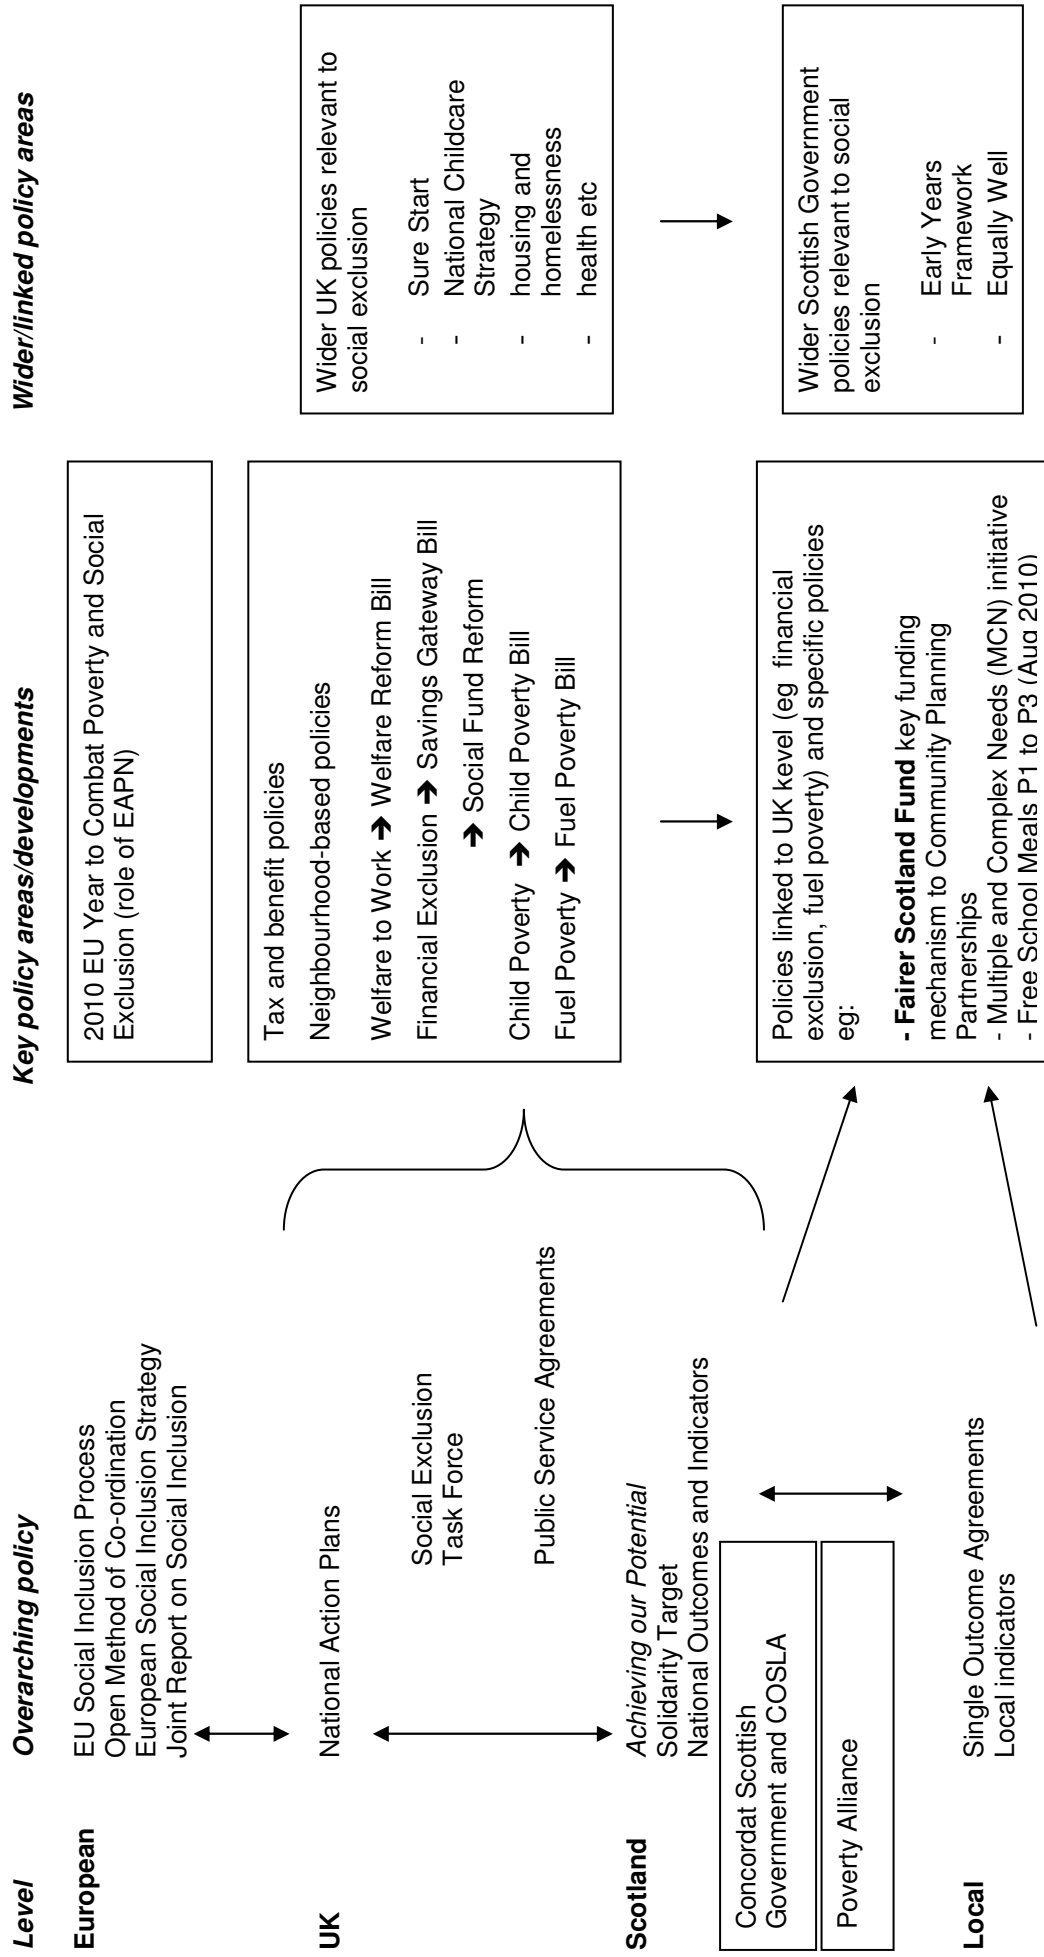 Level
Overarching policy
Key policy areas/developments
Wider/linked policy areas
European
EU Social Inclusion Process
Open Method of Co-ordination
European Social Inclusion Strategy
Joint Report on Social Inclusion
2010 EU Year to Combat Poverty and Social
Exclusion (role of EAPN)
UK
National Action Plans
Social Exclusion
Task Force
Public Service Agreements
Tax and benefit policies
Neighbourhood-based policies
Welfare to Work ➔ Welfare Reform Bill
Financial Exclusion ➔ Savings Gateway Bill
➔ Social Fund Reform
Child Poverty ➔ Child Poverty Bill
Fuel Poverty ➔ Fuel Poverty Bill
Wider UK policies relevant to
social exclusion
- Sure Start
- National Childcare
Strategy
- housing and
homelessness
- health etc
Scotland
Achieving our Potential
Solidarity Target
National Outcomes and Indicators
Concordat Scottish
Government and COSLA
Poverty Alliance
Policies linked to UK kevel (eg financial
exclusion, fuel poverty) and specific policies
eg:
- Fairer Scotland Fund key funding
mechanism to Community Planning
Partnerships
- Multiple and Complex Needs (MCN) initiative
- Free School Meals P1 to P3 (Aug 2010)
Wider Scottish Government
policies relevant to social
exclusion
- Early Years
Framework
- Equally Well
Local
Single Outcome Agreements
Local indicators